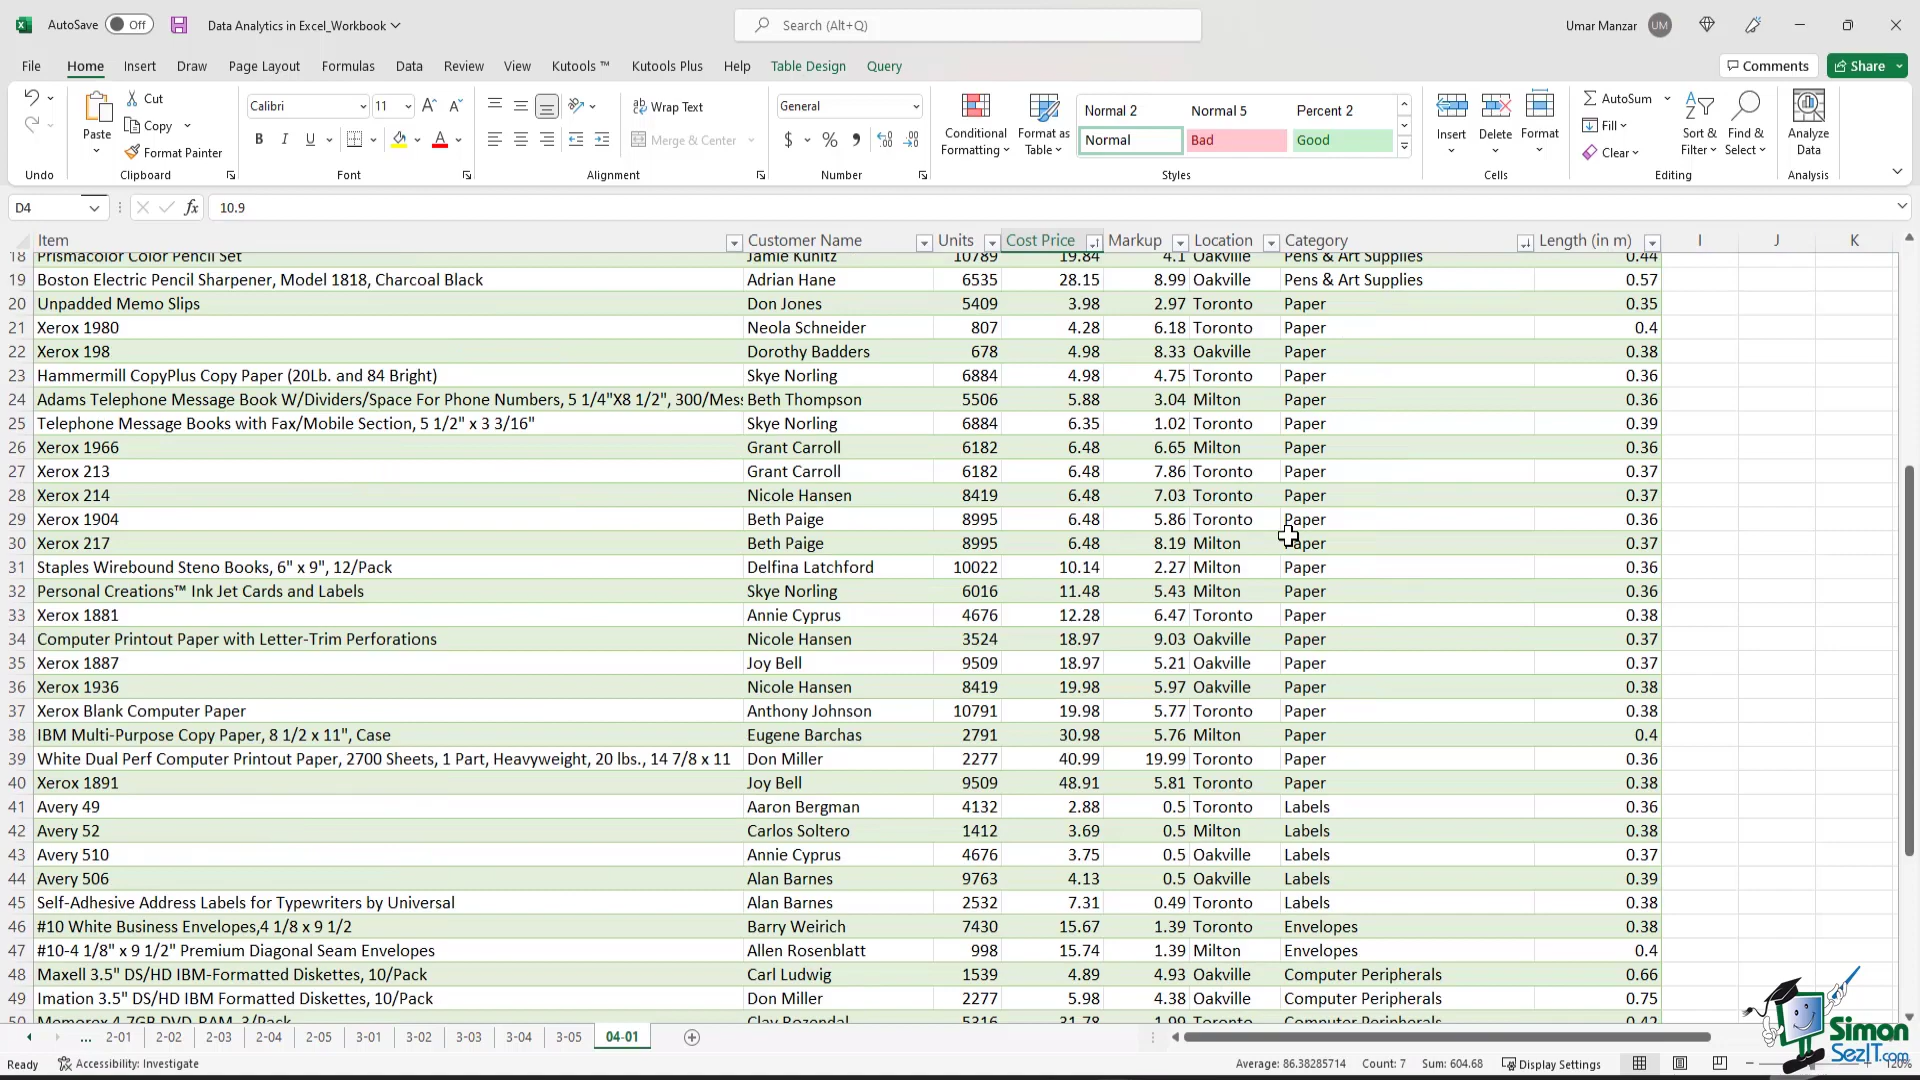 AutoSave Off Data Analytics in Excel_Workbook Search (Alt+Q) Umar Manzar UM
File Home Insert Draw Page Layout Formulas Data Review View Kutools ™ Kutools Plus Help Table Design Query Comments Share
Paste Cut Copy Format Painter Calibri 11 Wrap Text Merge & Center General Conditional Formatting Format as Table Normal 2 Normal 5 Percent 2 Normal Bad Good Insert Delete Format AutoSum Fill Clear Sort & Filter Find & Select Analyze Data
Undo Clipboard Font Alignment Number Styles Cells Editing Analysis
D4 fx 10.9
Item Customer Name Units Cost Price Markup Location Category Length (in m) I J K
18 Prismacolor Color Pencil Set Jamie Kunitz 10789 19.84 4.1 Oakville Pens & Art Supplies 0.44
19 Boston Electric Pencil Sharpener, Model 1818, Charcoal Black Adrian Hane 6535 28.15 8.99 Oakville Pens & Art Supplies 0.57
20 Unpadded Memo Slips Don Jones 5409 3.98 2.97 Toronto Paper 0.35
21 Xerox 1980 Neola Schneider 807 4.28 6.18 Toronto Paper 0.4
22 Xerox 198 Dorothy Badders 678 4.98 8.33 Oakville Paper 0.38
23 Hammermill CopyPlus Copy Paper (20Lb. and 84 Bright) Skye Norling 6884 4.98 4.75 Toronto Paper 0.36
24 Adams Telephone Message Book W/Dividers/Space For Phone Numbers, 5 1/4"X8 1/2", 300/Mess Beth Thompson 5506 5.88 3.04 Milton Paper 0.36
25 Telephone Message Books with Fax/Mobile Section, 5 1/2" x 3 3/16" Skye Norling 6884 6.35 1.02 Toronto Paper 0.39
26 Xerox 1966 Grant Carroll 6182 6.48 6.65 Milton Paper 0.36
27 Xerox 213 Grant Carroll 6182 6.48 7.86 Toronto Paper 0.37
28 Xerox 214 Nicole Hansen 8419 6.48 7.03 Toronto Paper 0.37
29 Xerox 1904 Beth Paige 8995 6.48 5.86 Toronto Paper 0.36
30 Xerox 217 Beth Paige 8995 6.48 8.19 Milton Paper 0.37
31 Staples Wirebound Steno Books, 6" x 9", 12/Pack Delfina Latchford 10022 10.14 2.27 Milton Paper 0.36
32 Personal Creations™ Ink Jet Cards and Labels Skye Norling 6016 11.48 5.43 Milton Paper 0.36
33 Xerox 1881 Annie Cyprus 4676 12.28 6.47 Toronto Paper 0.38
34 Computer Printout Paper with Letter-Trim Perforations Nicole Hansen 3524 18.97 9.03 Oakville Paper 0.37
35 Xerox 1887 Joy Bell 9509 18.97 5.21 Oakville Paper 0.37
36 Xerox 1936 Nicole Hansen 8419 19.98 5.97 Oakville Paper 0.38
37 Xerox Blank Computer Paper Anthony Johnson 10791 19.98 5.77 Toronto Paper 0.38
38 IBM Multi-Purpose Copy Paper, 8 1/2 x 11", Case Eugene Barchas 2791 30.98 5.76 Milton Paper 0.4
39 White Dual Perf Computer Printout Paper, 2700 Sheets, 1 Part, Heavyweight, 20 lbs., 14 7/8 x 11 Don Miller 2277 40.99 19.99 Toronto Paper 0.36
40 Xerox 1891 Joy Bell 9509 48.91 5.81 Toronto Paper 0.38
41 Avery 49 Aaron Bergman 4132 2.88 0.5 Toronto Labels 0.36
42 Avery 52 Carlos Soltero 1412 3.69 0.5 Milton Labels 0.38
43 Avery 510 Annie Cyprus 4676 3.75 0.5 Oakville Labels 0.37
44 Avery 506 Alan Barnes 9763 4.13 0.5 Oakville Labels 0.39
45 Self-Adhesive Address Labels for Typewriters by Universal Alan Barnes 2532 7.31 0.49 Toronto Labels 0.38
46 #10 White Business Envelopes,4 1/8 x 9 1/2 Barry Weirich 7430 15.67 1.39 Toronto Envelopes 0.38
47 #10-4 1/8" x 9 1/2" Premium Diagonal Seam Envelopes Allen Rosenblatt 998 15.74 1.39 Milton Envelopes 0.4
48 Maxell 3.5" DS/HD IBM-Formatted Diskettes, 10/Pack Carl Ludwig 1539 4.89 4.93 Oakville Computer Peripherals 0.66
49 Imation 3.5" DS/HD IBM Formatted Diskettes, 10/Pack Don Miller 2277 5.98 4.38 Oakville Computer Peripherals 0.75
50 Memorex 4.7GB DVD-RAM, 3/Pack Clay Rozendal 5316 31.78 1.99 Toronto Computer Peripherals 0.42
... 2-01 2-02 2-03 2-04 2-05 3-01 3-02 3-03 3-04 3-05 04-01
Simon
SezIT.com
Ready Accessibility: Investigate Average: 86.38285714 Count: 7 Sum: 604.68 Display Settings 120%